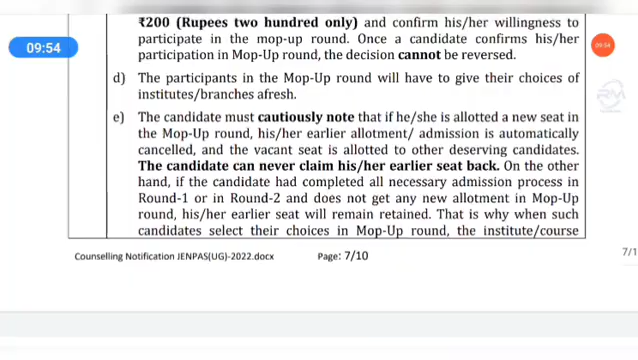 ₹200 (Rupees two hundred only) and confirm his/her willingness to
participate in the mop-up round. Once a candidate confirms his/her
09:54
participation in Mop-Up round, the decision cannot be reversed.
09:54
d) The participants in the Mop-Up round will have to give their choices of
institutes/branches afresh.
RM
e) The candidate must cautiously note that if he/she is allotted a new seat in
the Mop-Up round, his/her earlier allotment/ admission is automatically
cancelled, and the vacant seat is allotted to other deserving candidates.
The candidate can never claim his/her earlier seat back. On the other
hand, if the candidate had completed all necessary admission process in
Round-1 or in Round-2 and does not get any new allotment in Mop-Up
round, his/her earlier seat will remain retained. That is why when such
candidates select their choices in Mop-Up round, the institute/course
Counselling Notification JENPAS(UG)-2022.docx Page: 7/10
7/1